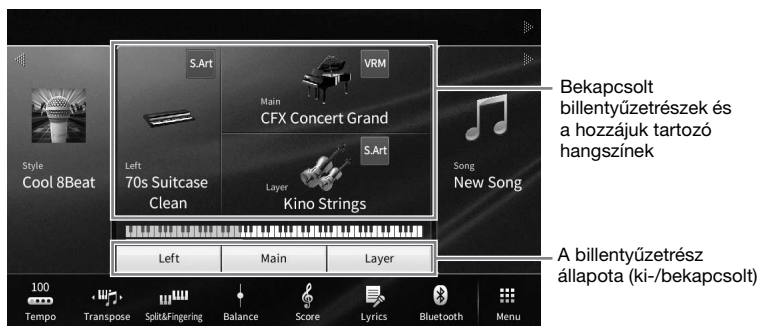 S.Art
VRM
Main
CFX Concert Grand
S.Art
Style
Cool 8Beat
Left
70s Suitcase
Clean
Layer
Kino Strings
Song
New Song
Left
Main
Layer
100
Tempo
Transpose
Split&Fingering
Balance
Score
Lyrics
Bluetooth
Menu
Bekapcsolt
billentyűzetrészek és
a hozzájuk tartozó
hangszínek
A billentyűzetrész
állapota (ki-/bekapcsolt)